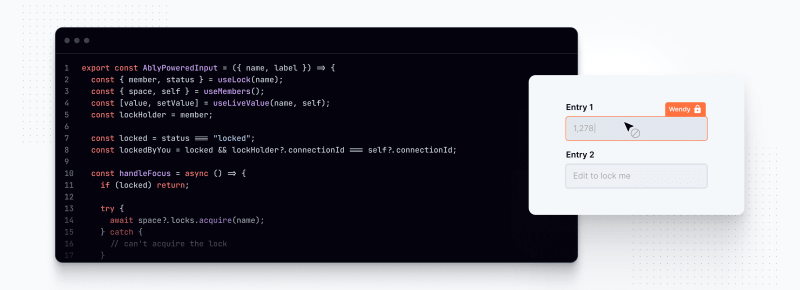 1 export const AblyPoweredInput = ({ name, label }) => {
2 const { member, status } = useLock(name);
3 const { space, self } = useMembers();
4 const [value, setValue] = useLiveValue(name, self);
5 const lockHolder = member;
6
7 const locked = status === "locked";
8 const lockedByYou = locked && lockHolder?.connectionId === self?.connectionId;
9
10 const handleFocus = async () => {
11 if (locked) return;
12
13 try {
14 await space?.locks.acquire(name);
15 } catch {
16 // can't acquire the lock
17 }
Entry 1
Wendy
1,278
Entry 2
Edit to lock me